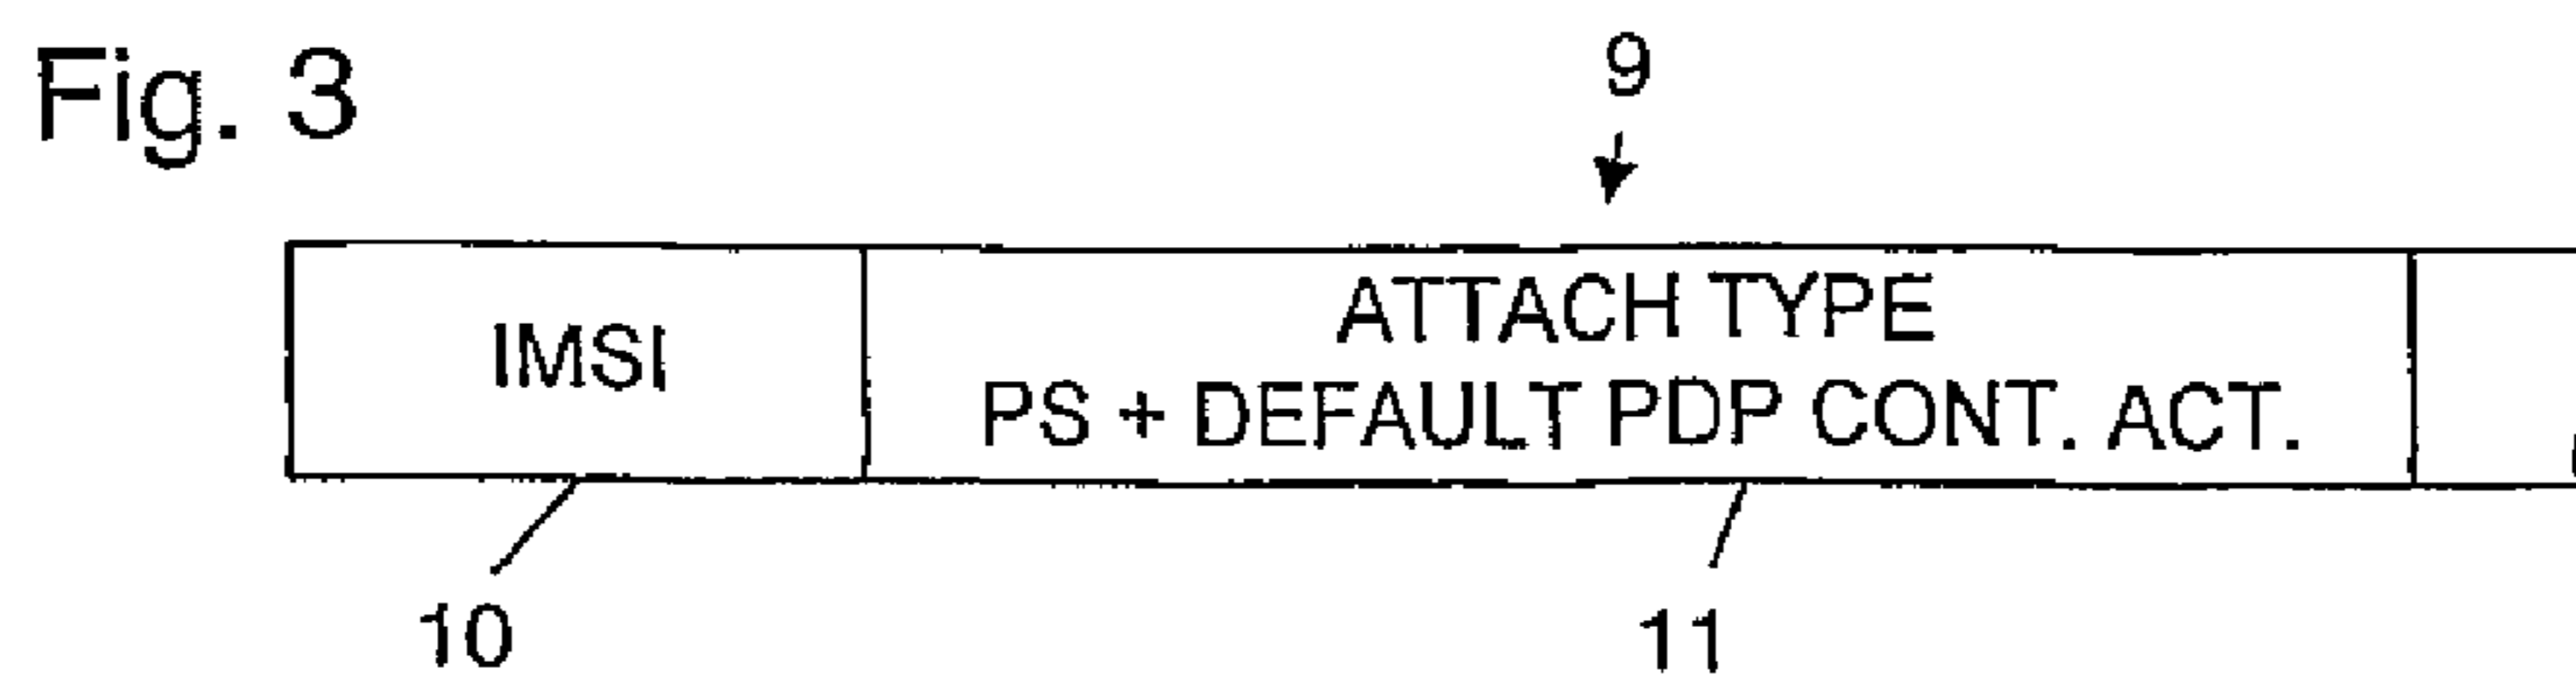 Fig. 3
9
IMSI
ATTACH TYPE
PS + DEFAULT PDP CONT. ACT.
10
11